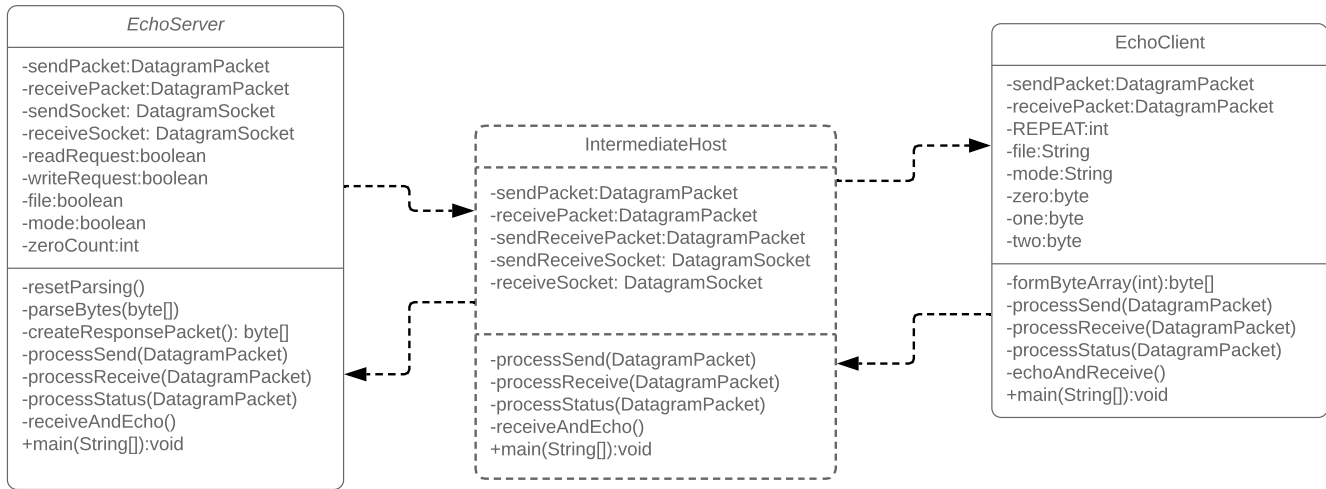 EchoServer
-sendPacket:DatagramPacket
-receivePacket:DatagramPacket
-sendSocket: DatagramSocket
-receiveSocket: DatagramSocket
-readRequest:boolean
-writeRequest:boolean
-file:boolean
-mode:boolean
-zeroCount:int
-resetParsing()
-parseBytes(byte[])
-createResponsePacket(): byte[]
-processSend(DatagramPacket)
-processReceive(DatagramPacket)
-processStatus(DatagramPacket)
-receiveAndEcho()
+main(String[]):void
IntermediateHost
-sendPacket:DatagramPacket
-receivePacket:DatagramPacket
-sendReceivePacket:DatagramPacket
-sendReceiveSocket: DatagramSocket
-receiveSocket: DatagramSocket
-processSend(DatagramPacket)
-processReceive(DatagramPacket)
-processStatus(DatagramPacket)
-receiveAndEcho()
+main(String[]):void
EchoClient
-sendPacket:DatagramPacket
-receivePacket:DatagramPacket
-REPEAT:int
-file:String
-mode:String
-zero:byte
-one:byte
-two:byte
-formByteArray(int):byte[]
-processSend(DatagramPacket)
-processReceive(DatagramPacket)
-processStatus(DatagramPacket)
-echoAndReceive()
+main(String[]):void